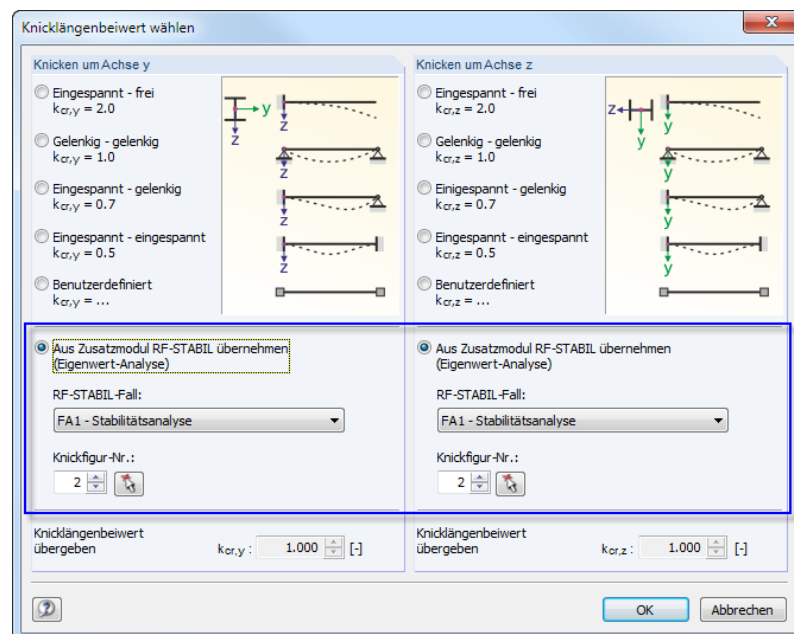 Knicklängenbeiwert wählen
x
Knicken um Achse y
Eingespannt - frei
kcr,y = 2.0
Gelenkig - gelenkig
kcr,y = 1.0
Eingespannt - gelenkig
kcr,y = 0.7
Eingespannt - eingespannt
kcr,y = 0.5
Benutzerdefiniert
kcr,y = ...
y
z
z
z
z
z
Aus Zusatzmodul RF-STABIL übernehmen
(Eigenwert-Analyse)
RF-STABIL-Fall:
FA1 - Stabilitätsanalyse
Knickfigur-Nr.:
2
Knicklängenbeiwert
übergeben
kcr,y :
1.000
[-]
Knicken um Achse z
Eingespannt - frei
kcr,z = 2.0
Gelenkig - gelenkig
kcr,z = 1.0
Einigespannt - gelenkig
kcr,z = 0.7
Eingespannt - eingespannt
kcr,z = 0.5
Benutzerdefiniert
kcr,z = ...
z
y
y
y
y
y
Aus Zusatzmodul RF-STABIL übernehmen
(Eigenwert-Analyse)
RF-STABIL-Fall:
FA1 - Stabilitätsanalyse
Knickfigur-Nr.:
2
Knicklängenbeiwert
übergeben
kcr,z :
1.000
[-]
?
OK
Abbrechen